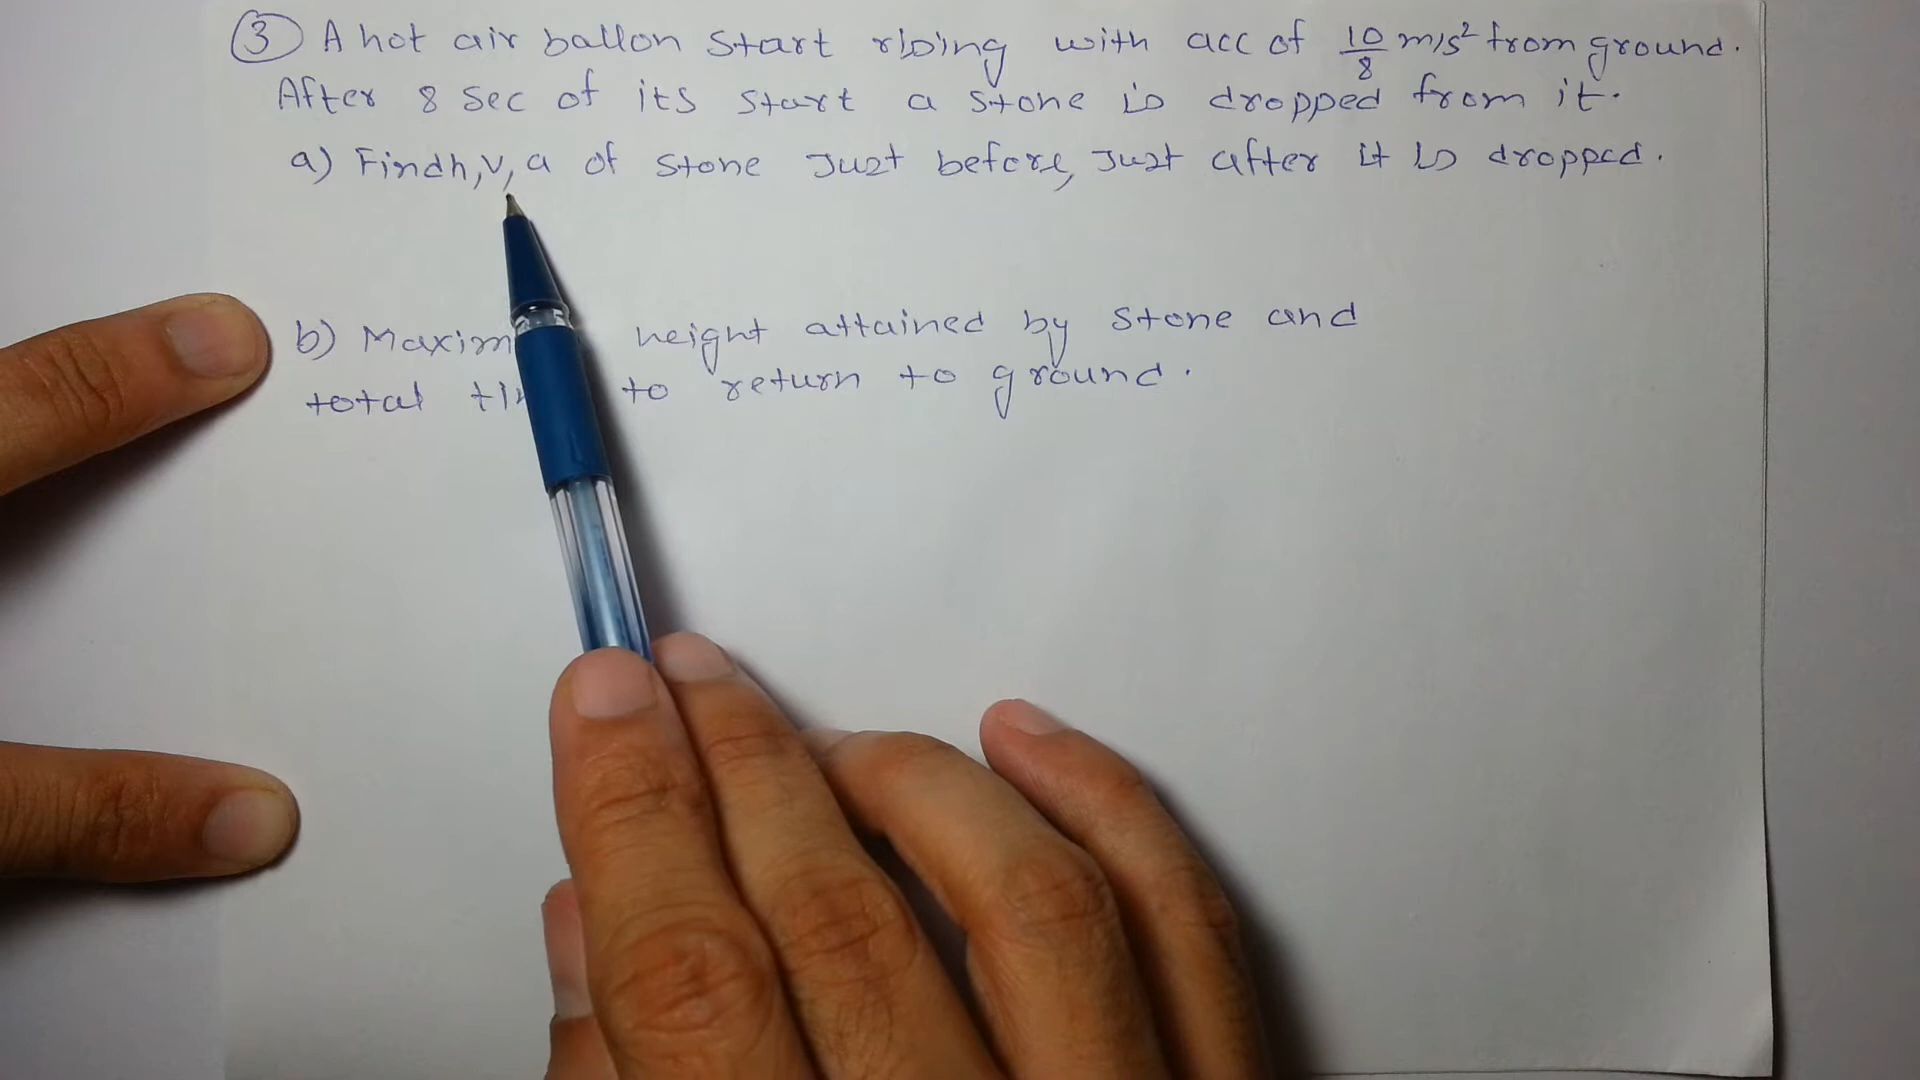 3 A hot air ballon start rising with acc of 10/8 m/s² from ground.
After 8 sec of its start a stone is dropped from it.
a) Find h, v, a of stone Just before, Just after it is dropped.
b) height attained by stone and
total to return to ground.